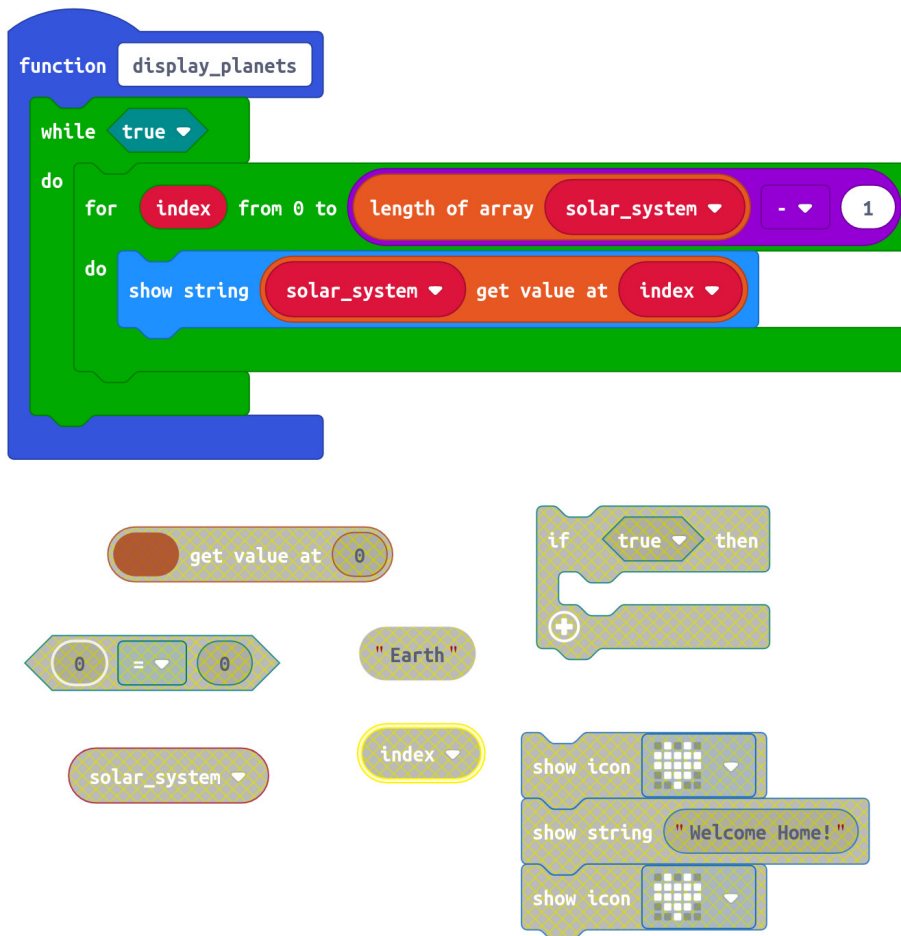 function display_planets
while true
do
for index from 0 to length of array solar_system - 1
do
show string solar_system get value at index
get value at 0
if true then
0 = 0
"Earth"
solar_system
index
show icon
show string "Welcome Home!"
show icon